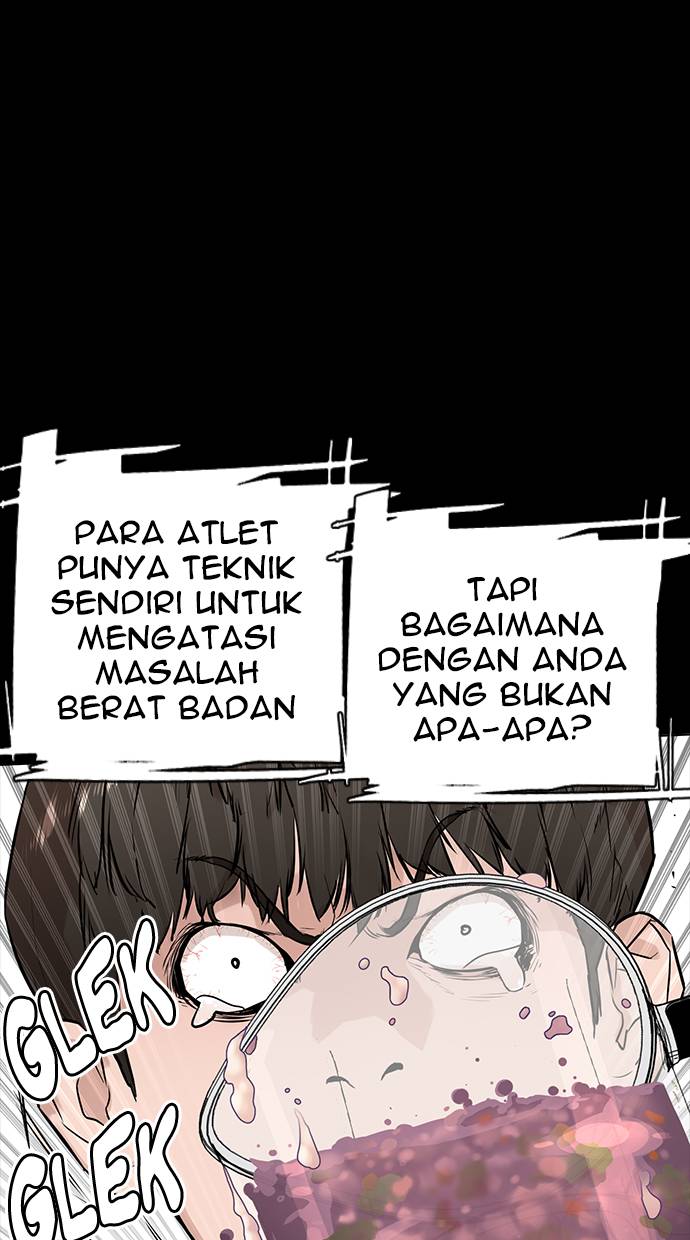 PARA ATLET
PUNYA TEKNIK
SENDIRI UNTUK
MENGATASI
MASALAH
BERAT BADAN
TAPI
BAGAIMANA
DENGAN ANDA
YANG BUKAN
APA-APA?
GLEK
GLEK